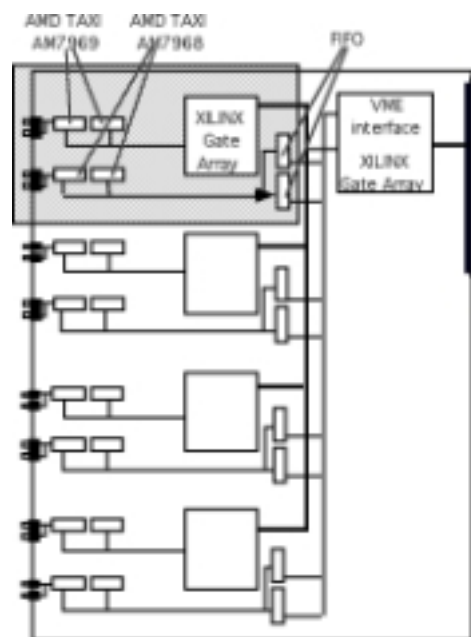 AMD TAXI
AM7969
AMD TAXI
AM7968
FIFO
XILINX
Gate
Array
VME
interface
XILINX
Gate Array